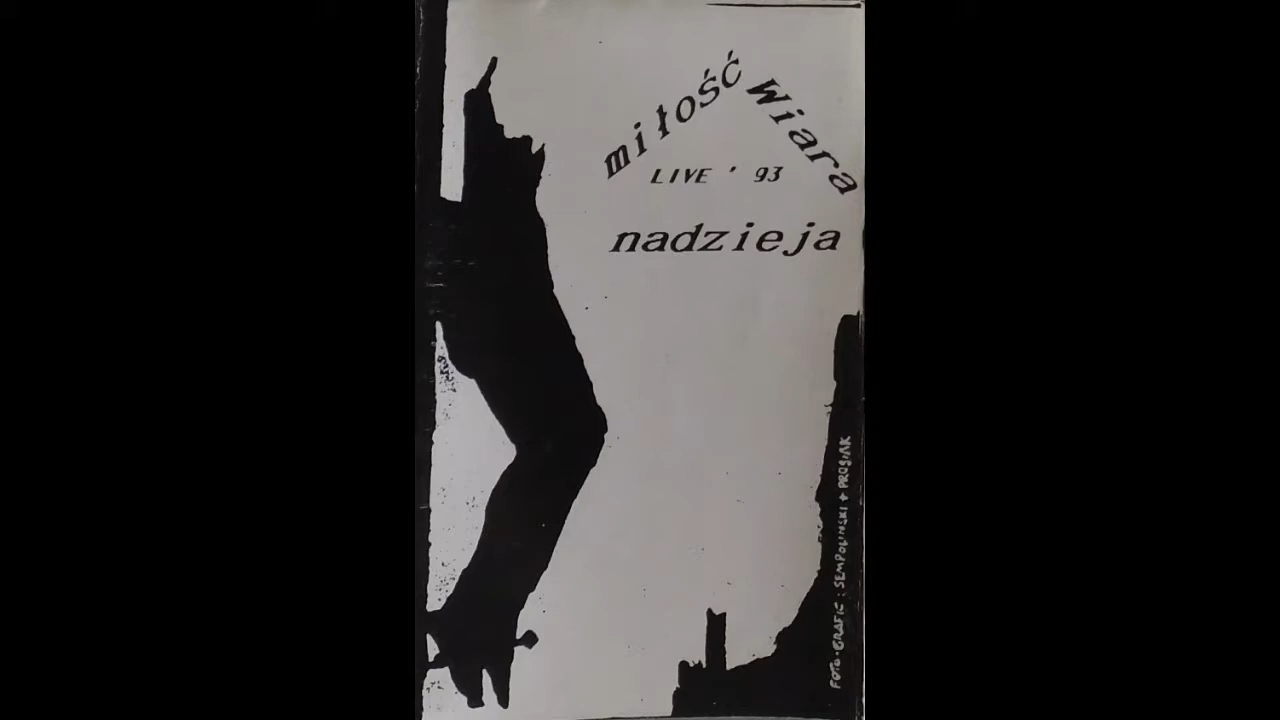 miłość Wiara
LIVE ' 93
nadzieja
FOTO·GRAFIC : SEMPOLINSKI + PROSIAK